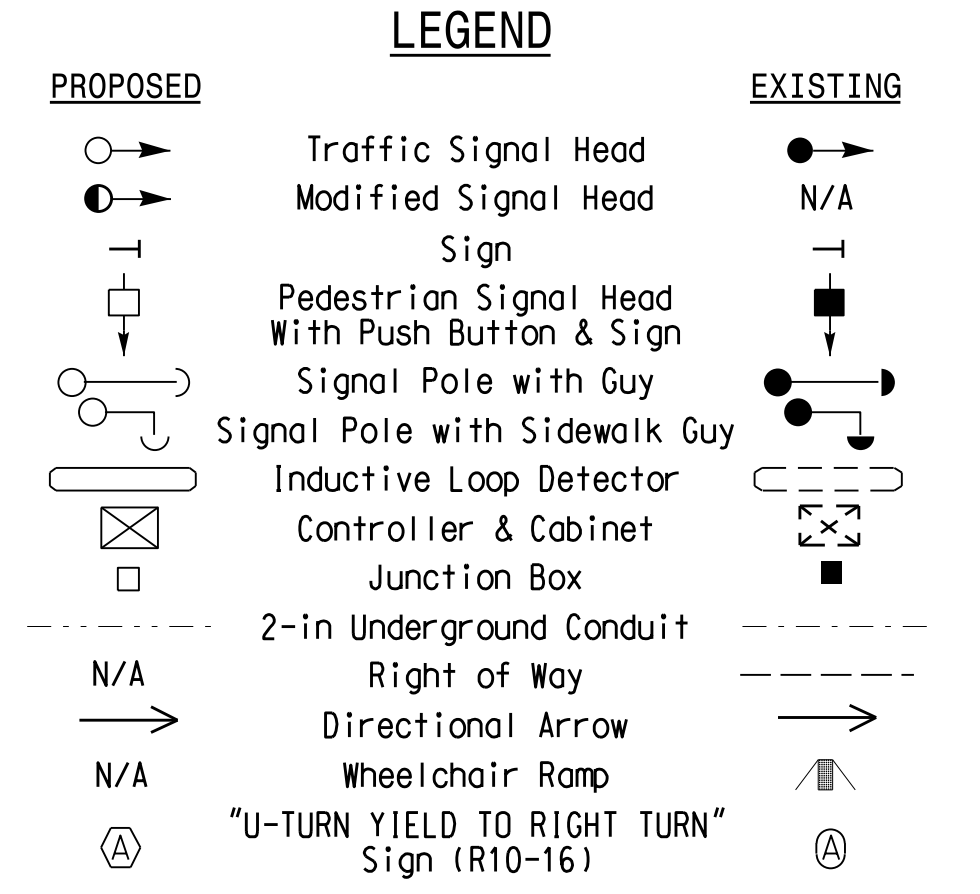 LEGEND
PROPOSED EXISTING
Traffic Signal Head
Modified Signal Head N/A
Sign
Pedestrian Signal Head
With Push Button & Sign
Signal Pole with Guy
Signal Pole with Sidewalk Guy
Inductive Loop Detector
Controller & Cabinet
Junction Box
2-in Underground Conduit
N/A Right of Way
Directional Arrow
N/A Wheelchair Ramp
"U-TURN YIELD TO RIGHT TURN"
A Sign (R10-16) A